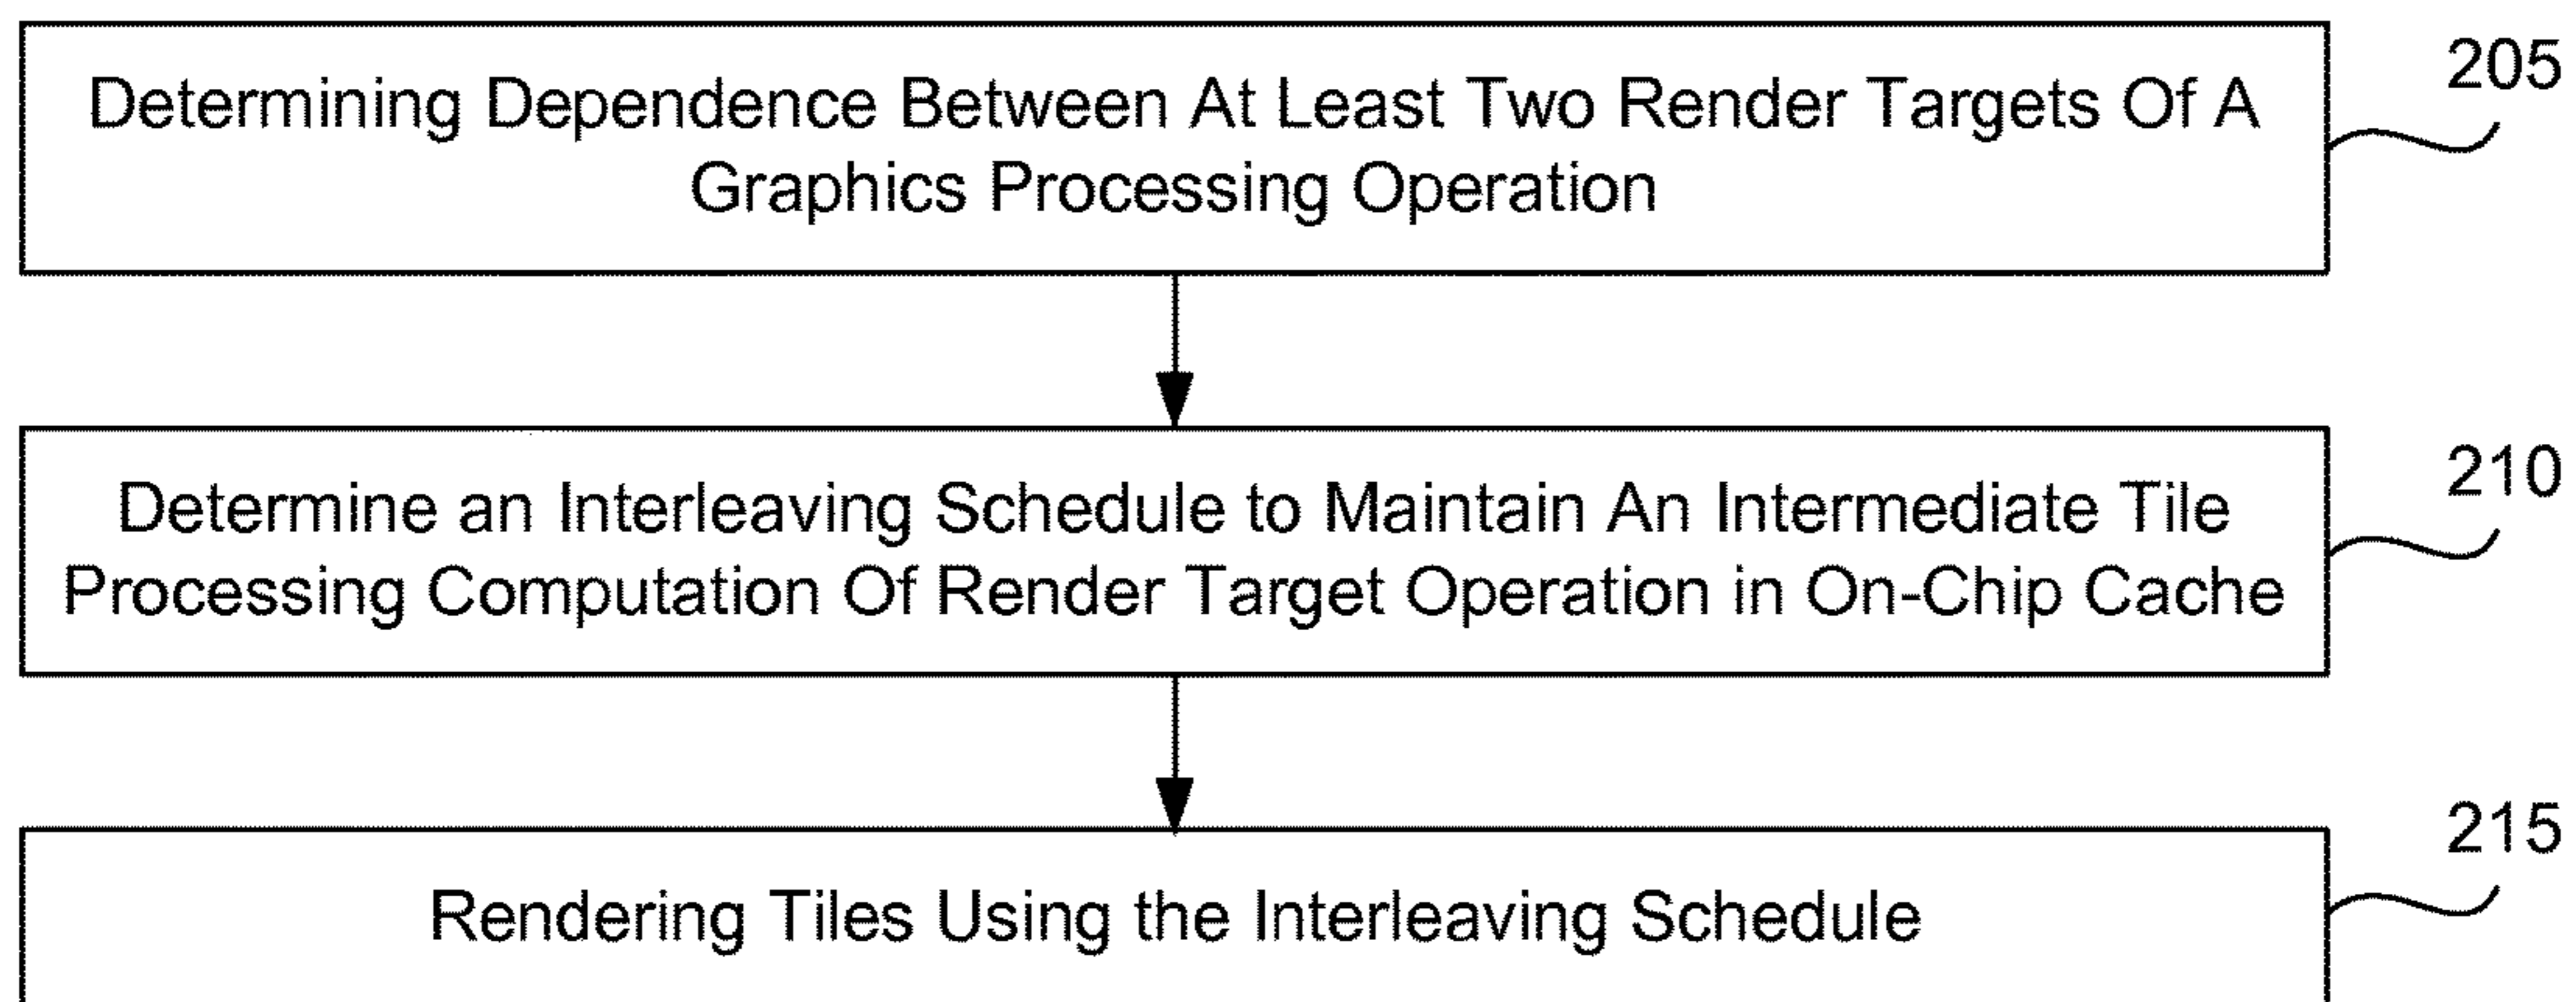 Determining Dependence Between At Least Two Render Targets Of A
Graphics Processing Operation
205
Determine an Interleaving Schedule to Maintain An Intermediate Tile
Processing Computation Of Render Target Operation in On-Chip Cache
210
Rendering Tiles Using the Interleaving Schedule
215